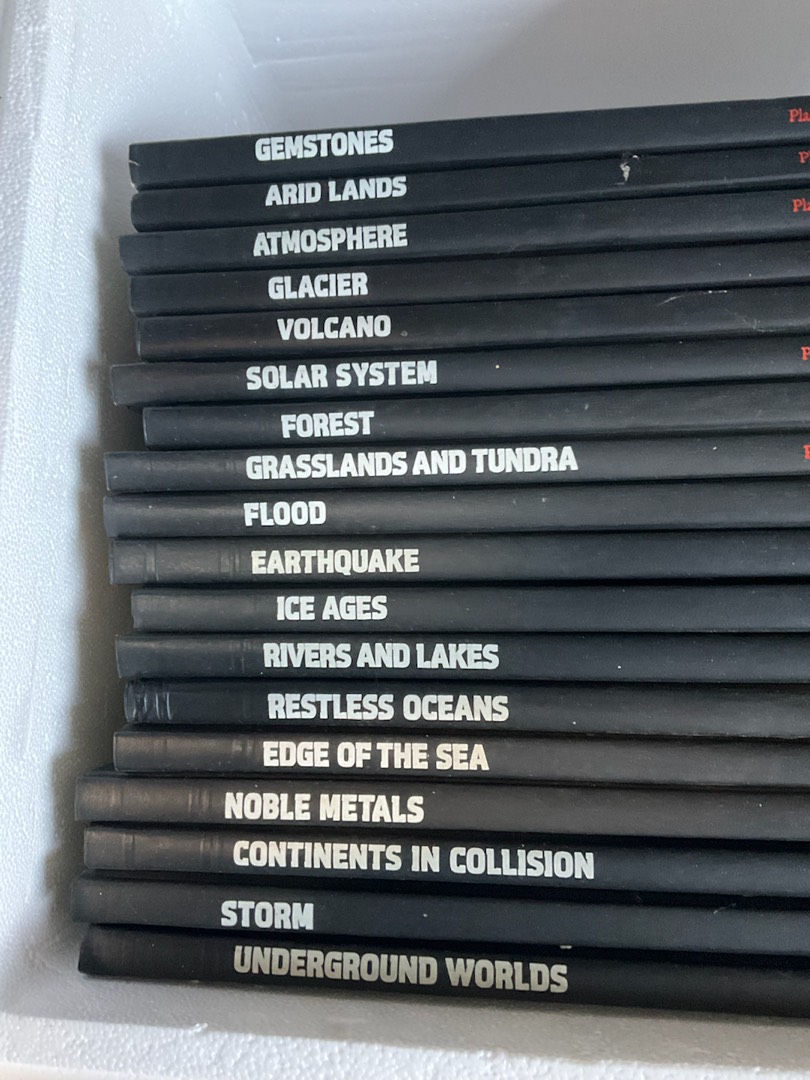 GEMSTONES
ARID LANDS
ATMOSPHERE
GLACIER
VOLCANO
SOLAR SYSTEM
FOREST
GRASSLANDS AND TUNDRA
FLOOD
EARTHQUAKE
ICE AGES
RIVERS AND LAKES
RESTLESS OCEANS
EDGE OF THE SEA
NOBLE METALS
CONTINENTS IN COLLISION
STORM
UNDERGROUND WORLDS